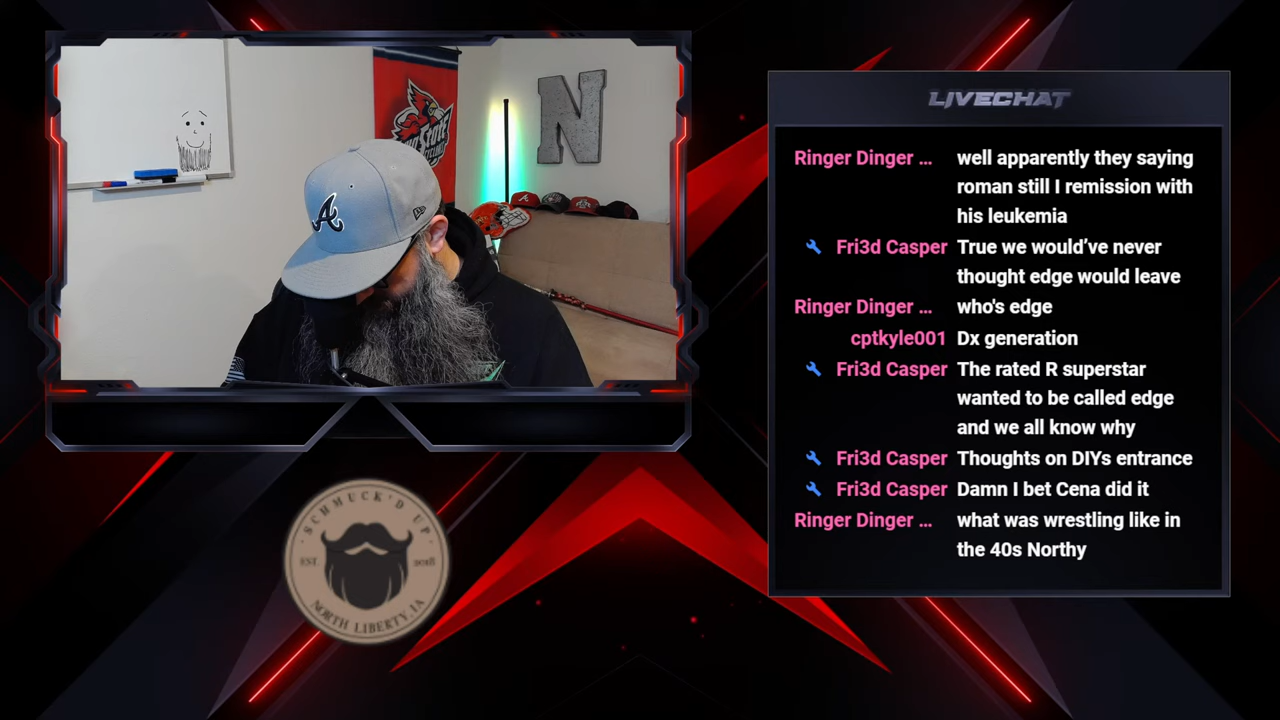 LIVECHAT
Ringer Dinger ... well apparently they saying
roman still I remission with
his leukemia
Fri3d Casper True we would've never
thought edge would leave
Ringer Dinger ... who's edge
cptkyle001 Dx generation
Fri3d Casper The rated R superstar
wanted to be called edge
and we all know why
Fri3d Casper Thoughts on DIYs entrance
Fri3d Casper Damn I bet Cena did it
Ringer Dinger ... what was wrestling like in
the 40s Northy
N
A
State
SCHMUCK'D UP
EST.
NORTH LIBERTY, IA